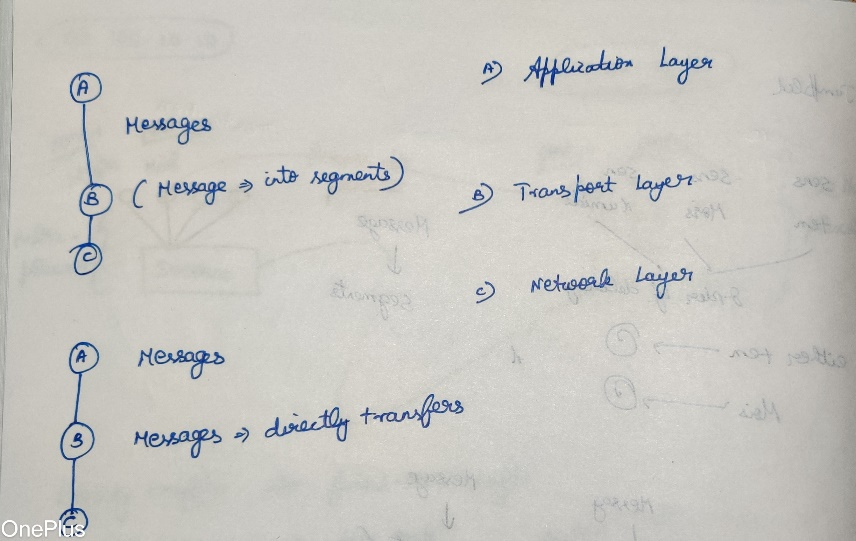 A
Messages
B (Message ⇒ into segments)
C
A) Application Layer
B) Transport Layer
C) Network Layer
A Messages
B Messages ⇒ directly transfers
C
OnePlus